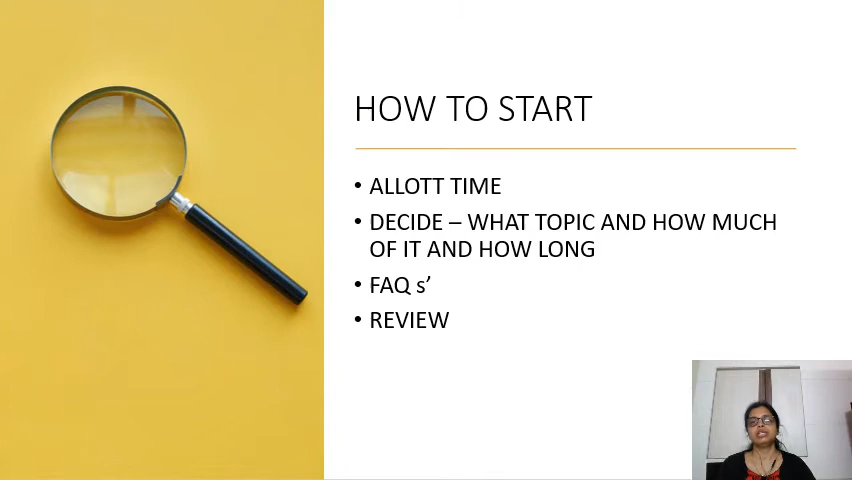 HOW TO START
• ALLOTT TIME
• DECIDE – WHAT TOPIC AND HOW MUCH
OF IT AND HOW LONG
• FAQ s’
• REVIEW